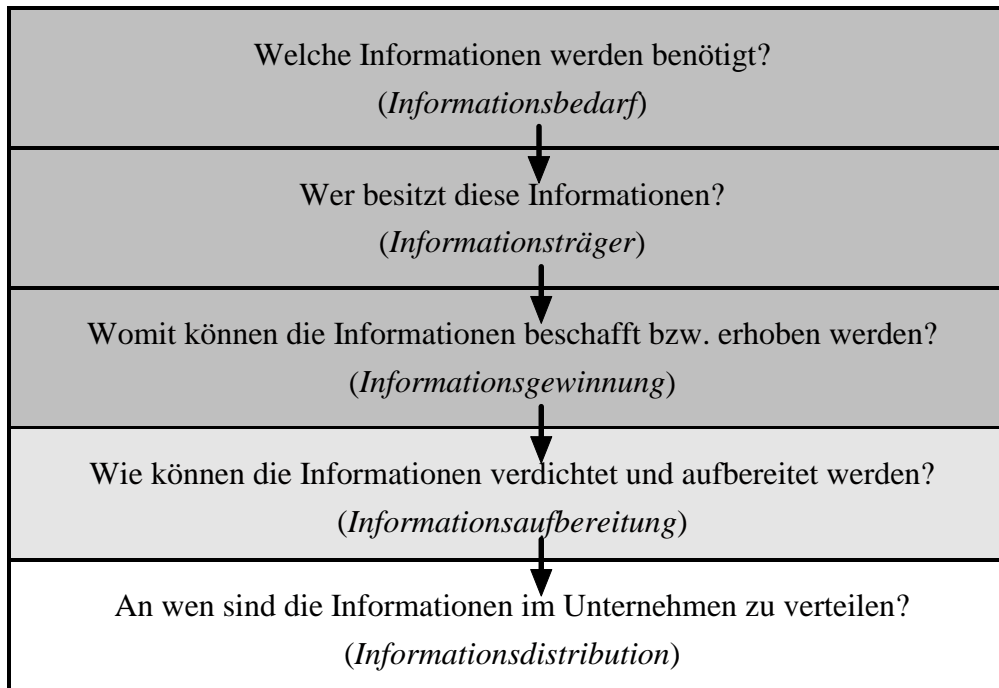 Welche Informationen werden benötigt?
(Informationsbedarf)
Wer besitzt diese Informationen?
(Informationsträger)
Womit können die Informationen beschafft bzw. erhoben werden?
(Informationsgewinnung)
Wie können die Informationen verdichtet und aufbereitet werden?
(Informationsaufbereitung)
An wen sind die Informationen im Unternehmen zu verteilen?
(Informationsdistribution)